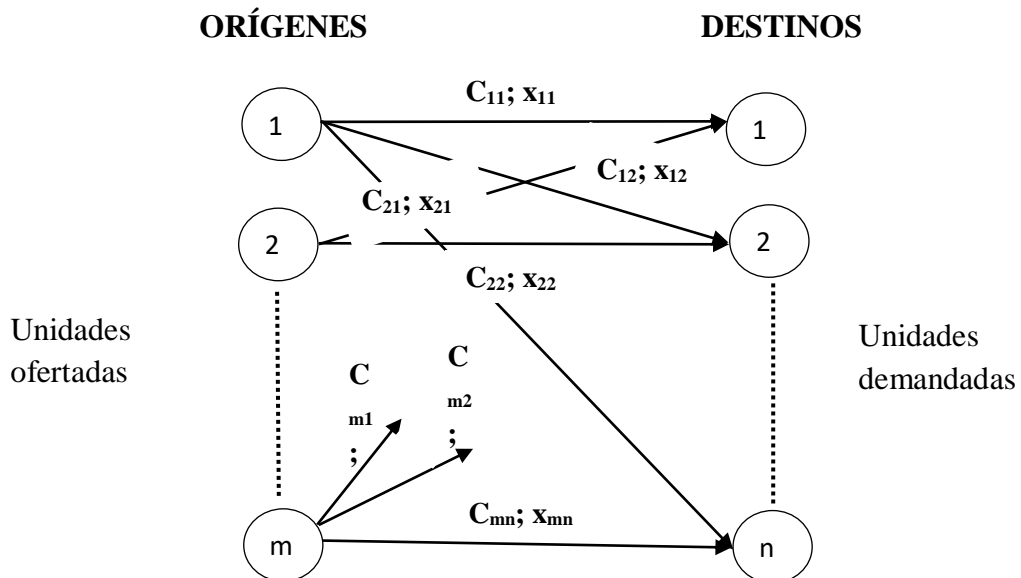 ORÍGENES DESTINOS
C₁₁; x₁₁
1 1
C₁₂; x₁₂
C₂₁; x₂₁
2 2
C₂₂; x₂₂
Unidades
ofertadas
Unidades
demandadas
C
m1
;
C
m2
;
Cₘₙ; xₘₙ
m n